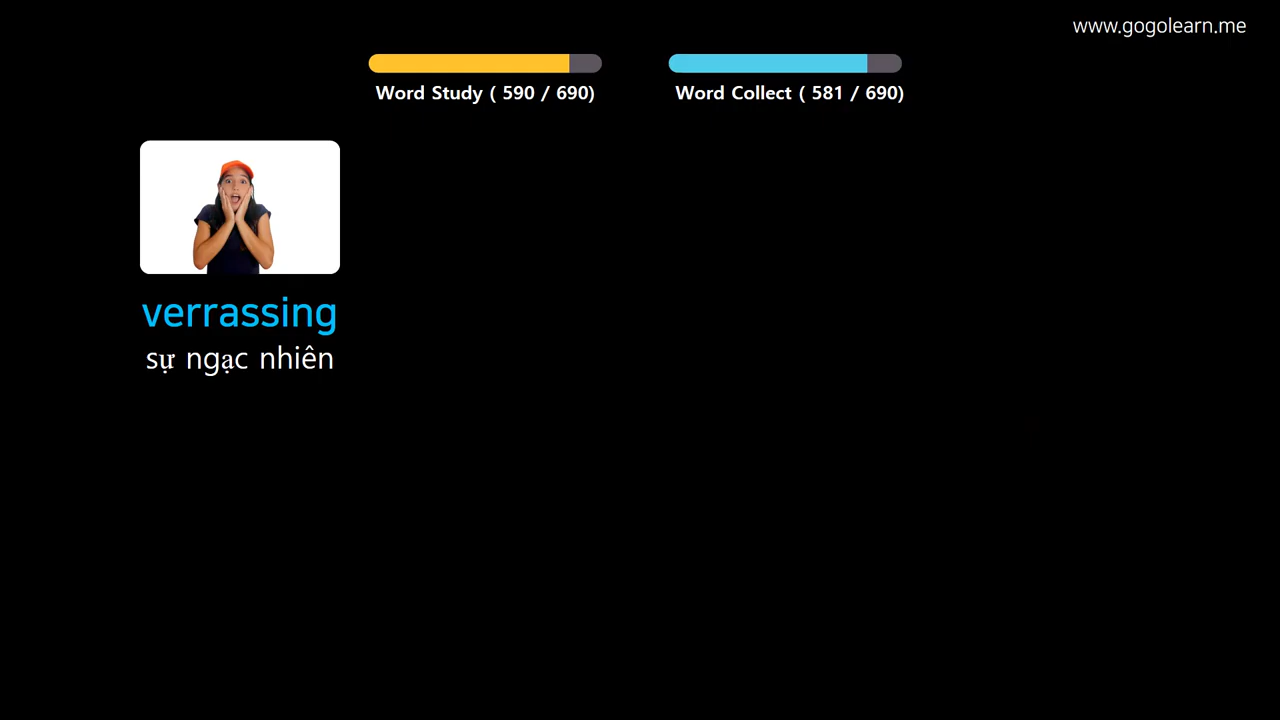 www.gogolearn.me
Word Study ( 590 / 690)
Word Collect ( 581 / 690)
verrassing
sự ngạc nhiên